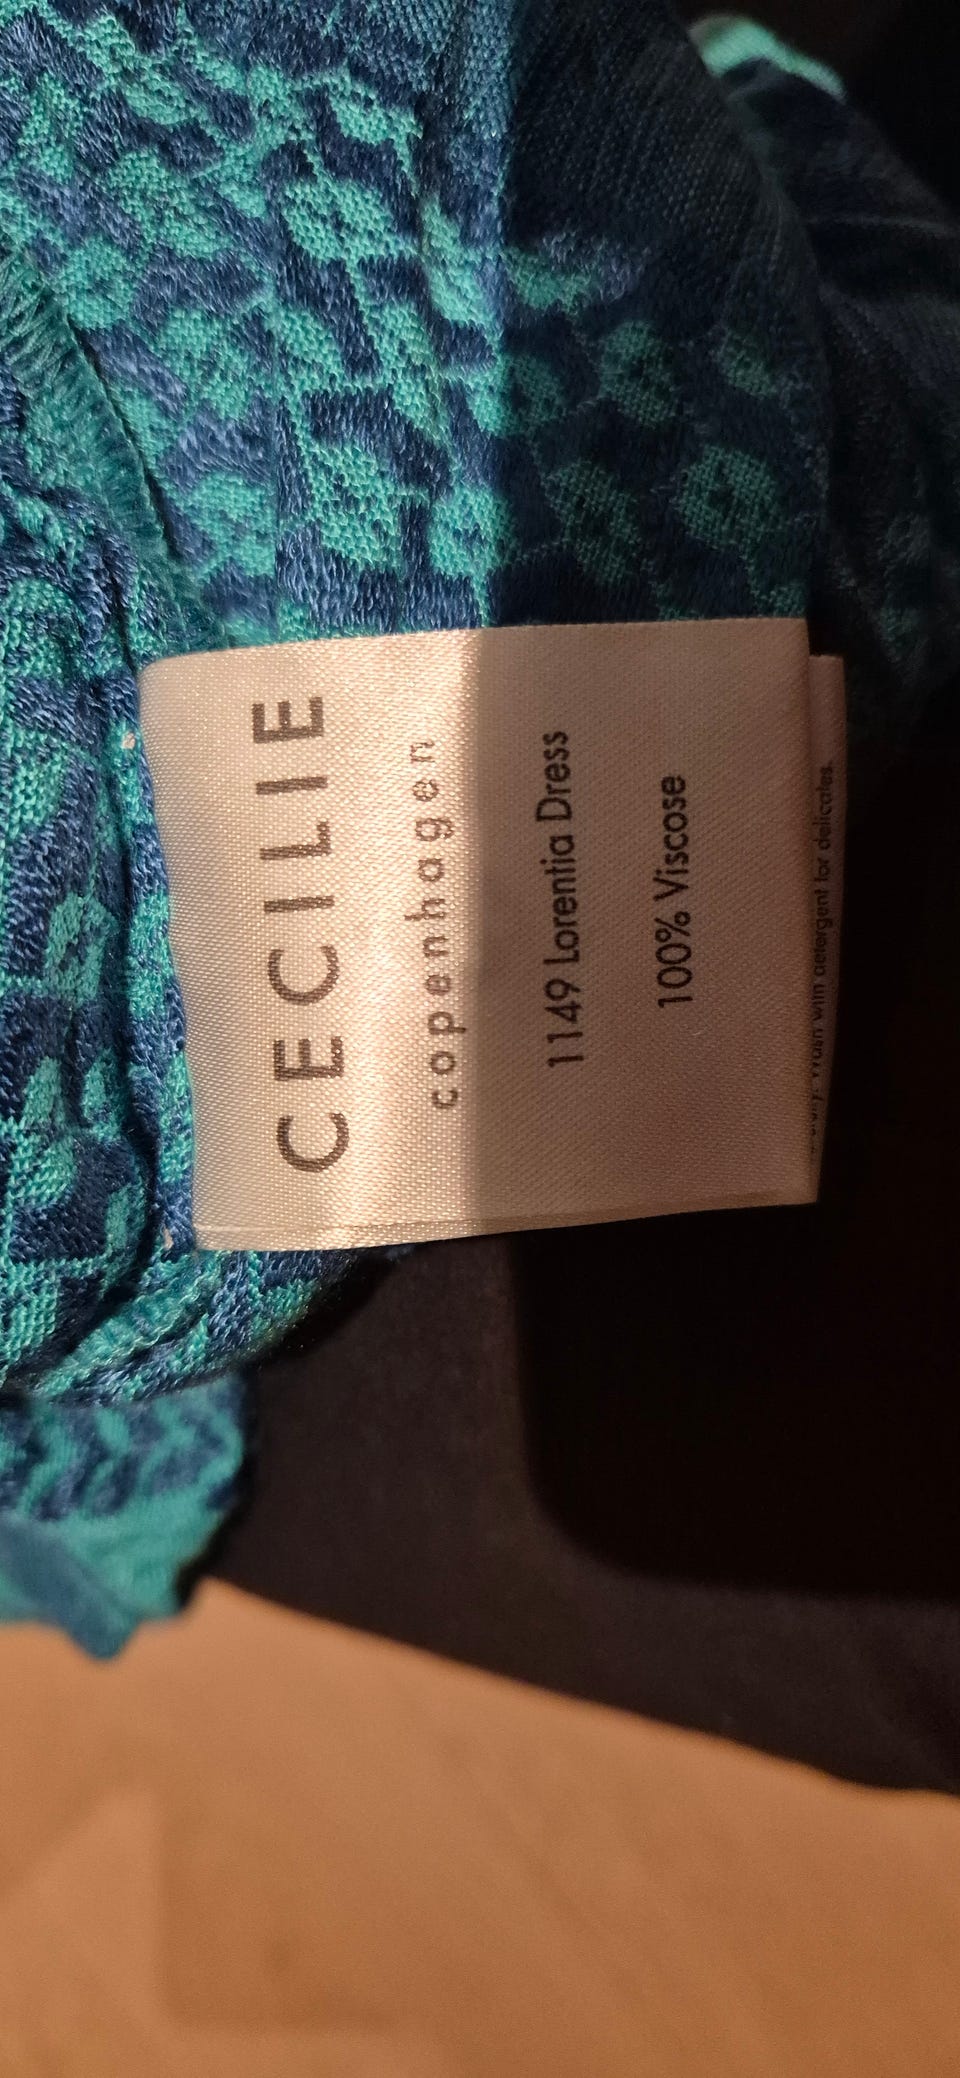 CECILIE
copenhagen
1149 Lorentia Dress
100% Viscose
Wash with detergent for delicates.